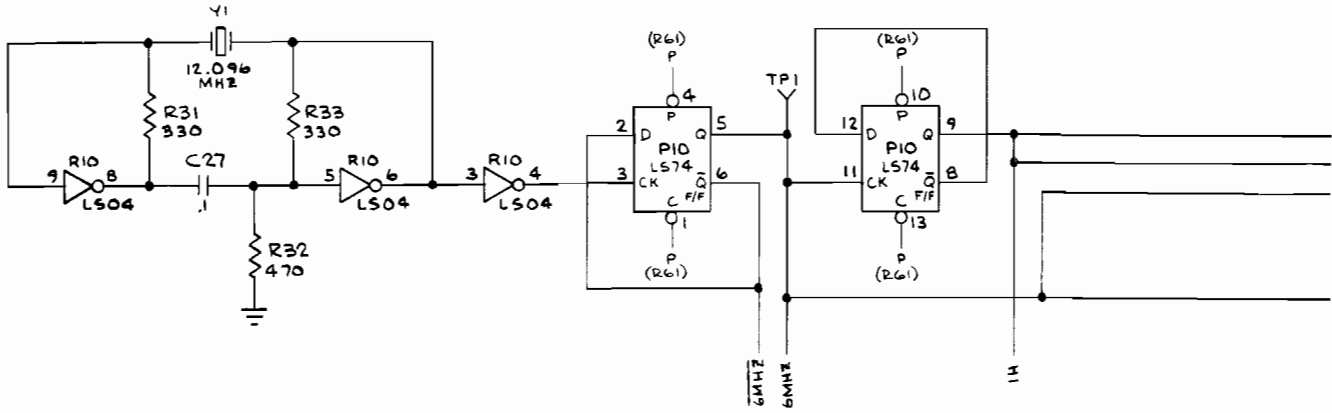 Y1
12.096
MHZ
R31
330
R33
330
R10
9
8
LS04
C27
.1
R10
5
6
LS04
R10
3
4
LS04
R32
470
(R61)
P
4
P
2
D
Q
5
P10
LS74
3
CK
Q
6
F/F
C
1
P
(R61)
TP1
(R61)
P
10
P
12
D
Q
9
P10
LS74
11
CK
Q
8
F/F
C
13
P
(R61)
6MHZ
6MHZ
1H